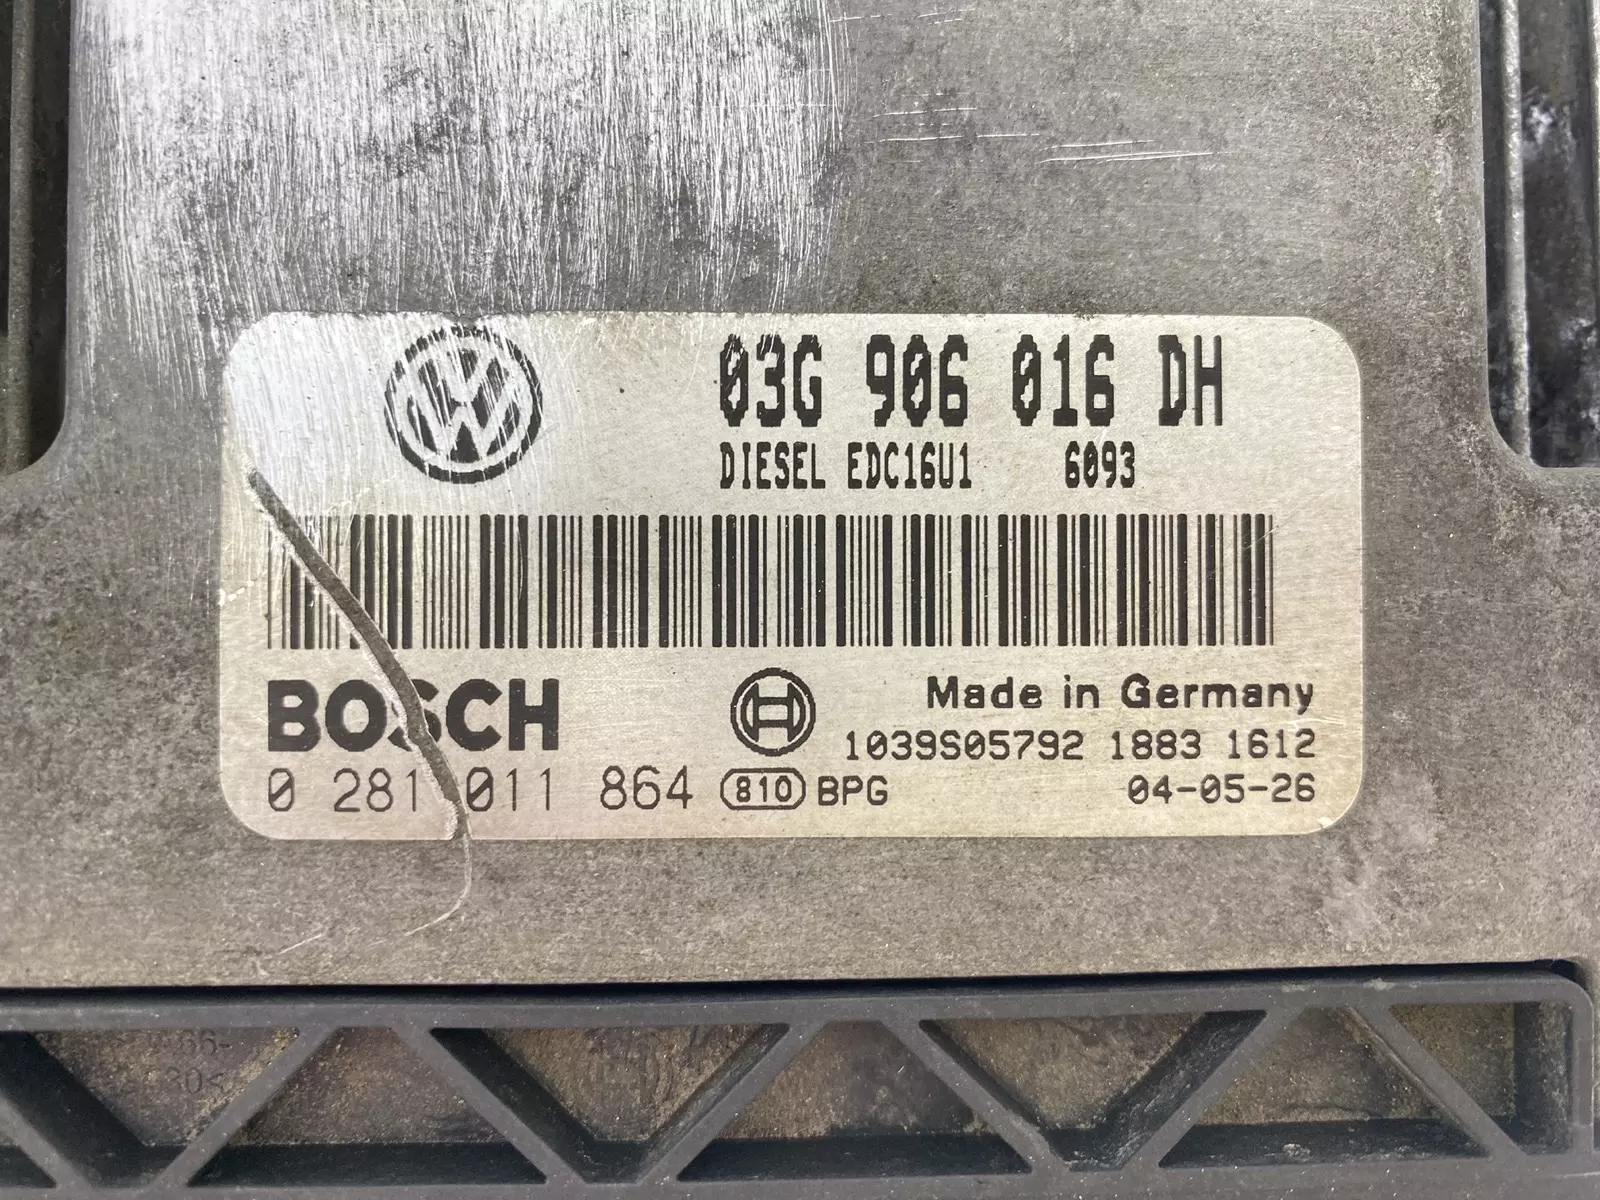 03G 906 016 DH
DIESEL EDC16U1 6093
BOSCH
Made in Germany
1039S05792 1883 1612
0 281 011 864 810 BPG 04-05-26